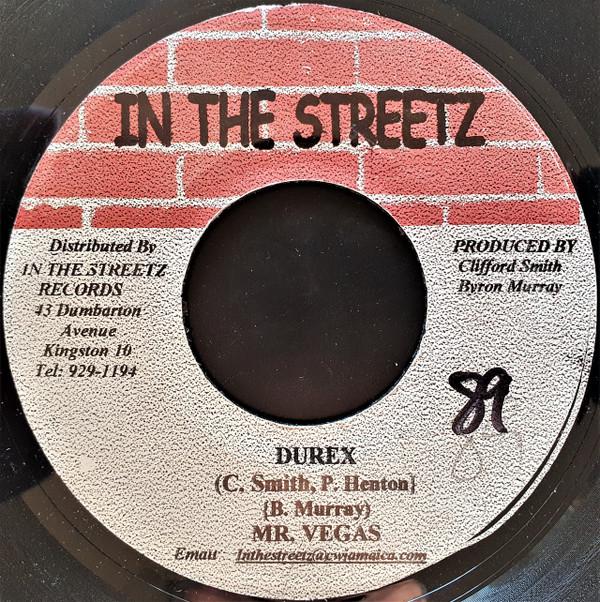 IN THE STREETZ
Distributed By
IN THE STREETZ
RECORDS
43 Dumbarton
Avenue
Kingston 10
Tel: 929-1194
PRODUCED BY
Clifford Smith
Byron Murray
89
DUREX
(C. Smith, P. Henton}
{B. Murray)
MR. VEGAS
Email Inthestreetz@cwjamaica.com